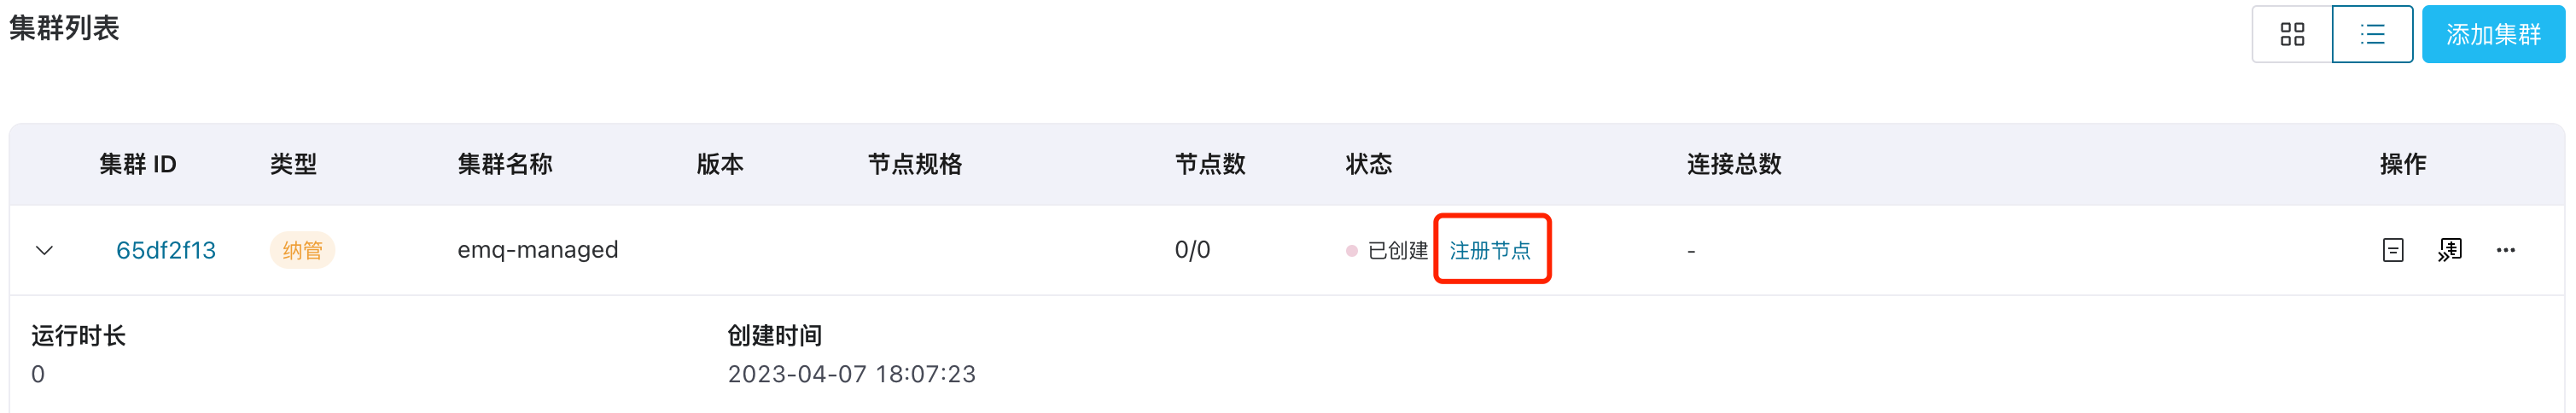 集群列表
添加集群
集群 ID 类型 集群名称 版本 节点规格 节点数 状态 连接总数 操作
65df2f13 纳管 emq-managed 0/0 已创建 注册节点 -
运行时长 创建时间
0 2023-04-07 18:07:23